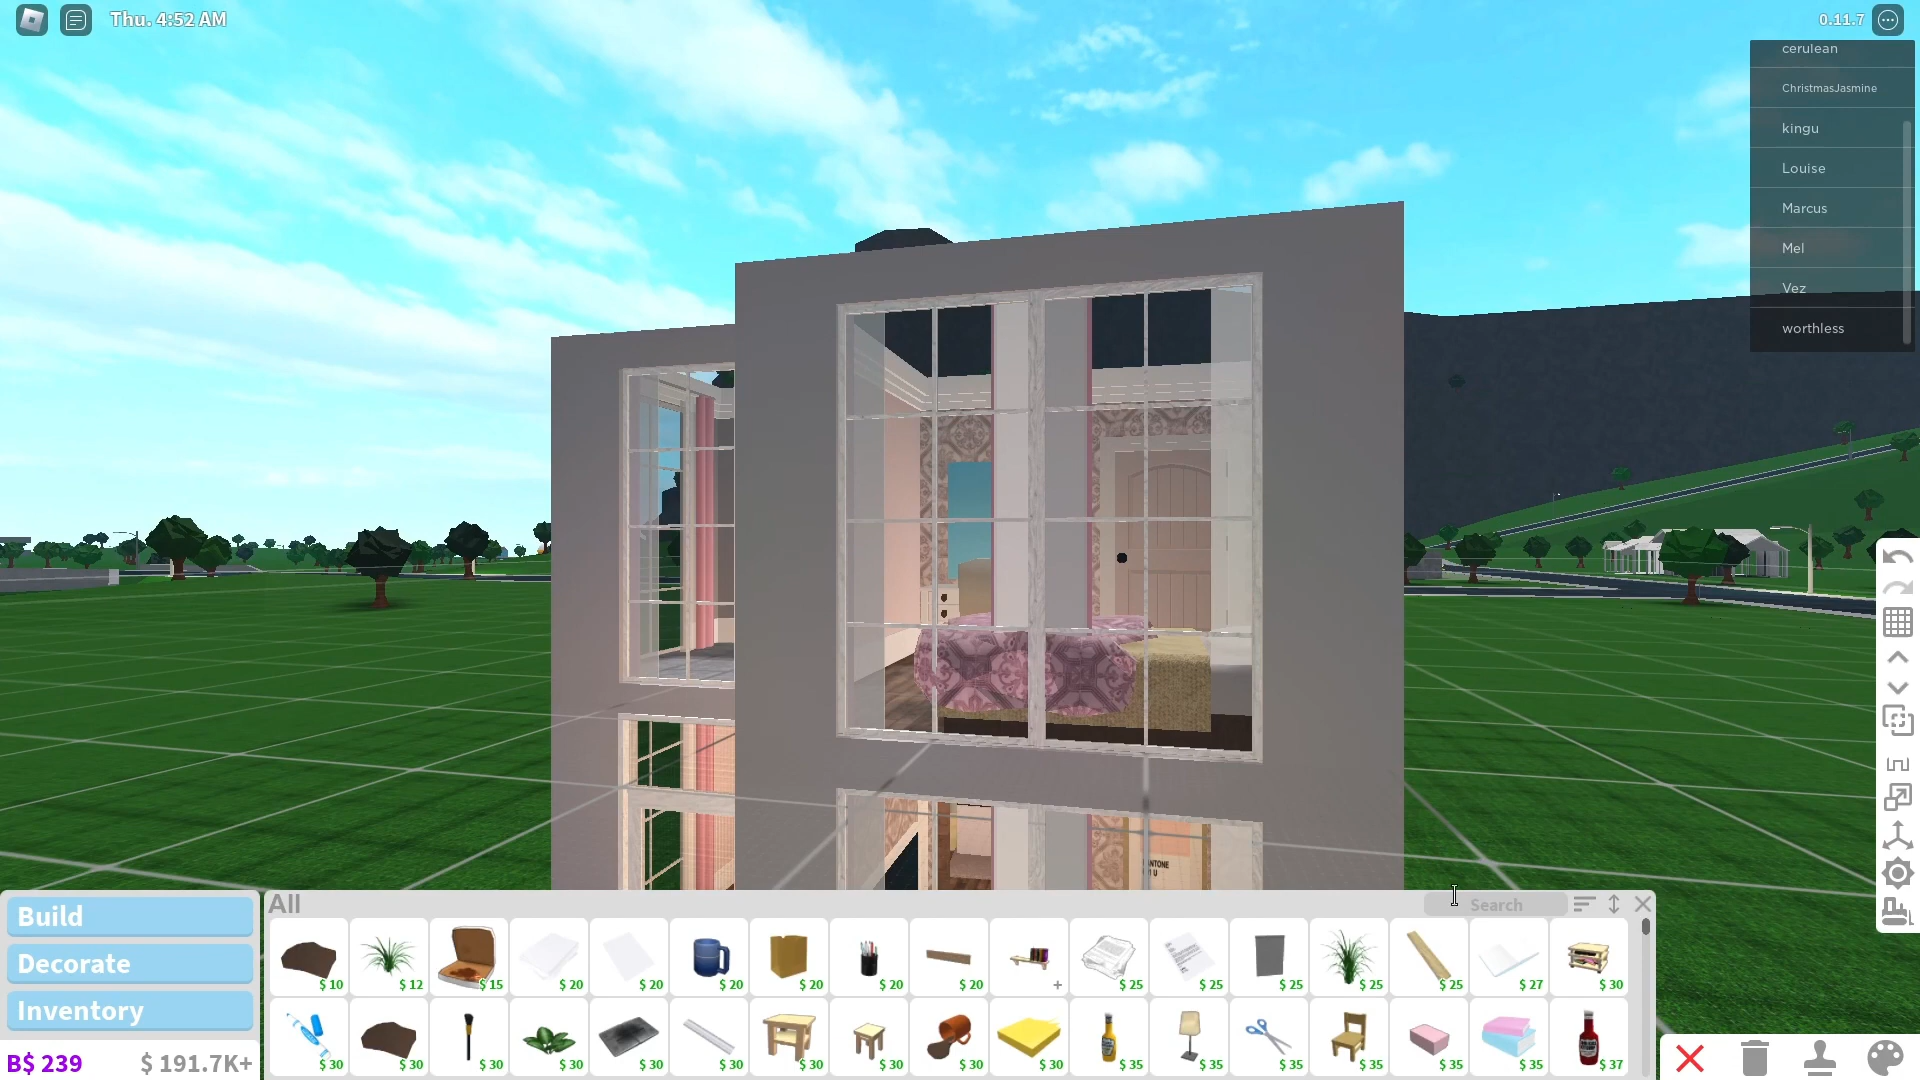 Thu. 4:52 AM
0.11.7
cerulean
ChristmasJasmine
kingu
Louise
Marcus
Mel
Vez
worthless
ANTONE
U
Build
Decorate
Inventory
B$ 239
$ 191.7K+
All
Search
$ 10
$ 12
$ 15
$ 20
$ 20
$ 20
$ 20
$ 20
$ 20
+
$ 25
$ 25
$ 25
$ 25
$ 25
$ 27
$ 30
$ 30
$ 30
$ 30
$ 30
$ 30
$ 30
$ 30
$ 30
$ 30
$ 30
$ 35
$ 35
$ 35
$ 35
$ 35
$ 35
$ 37